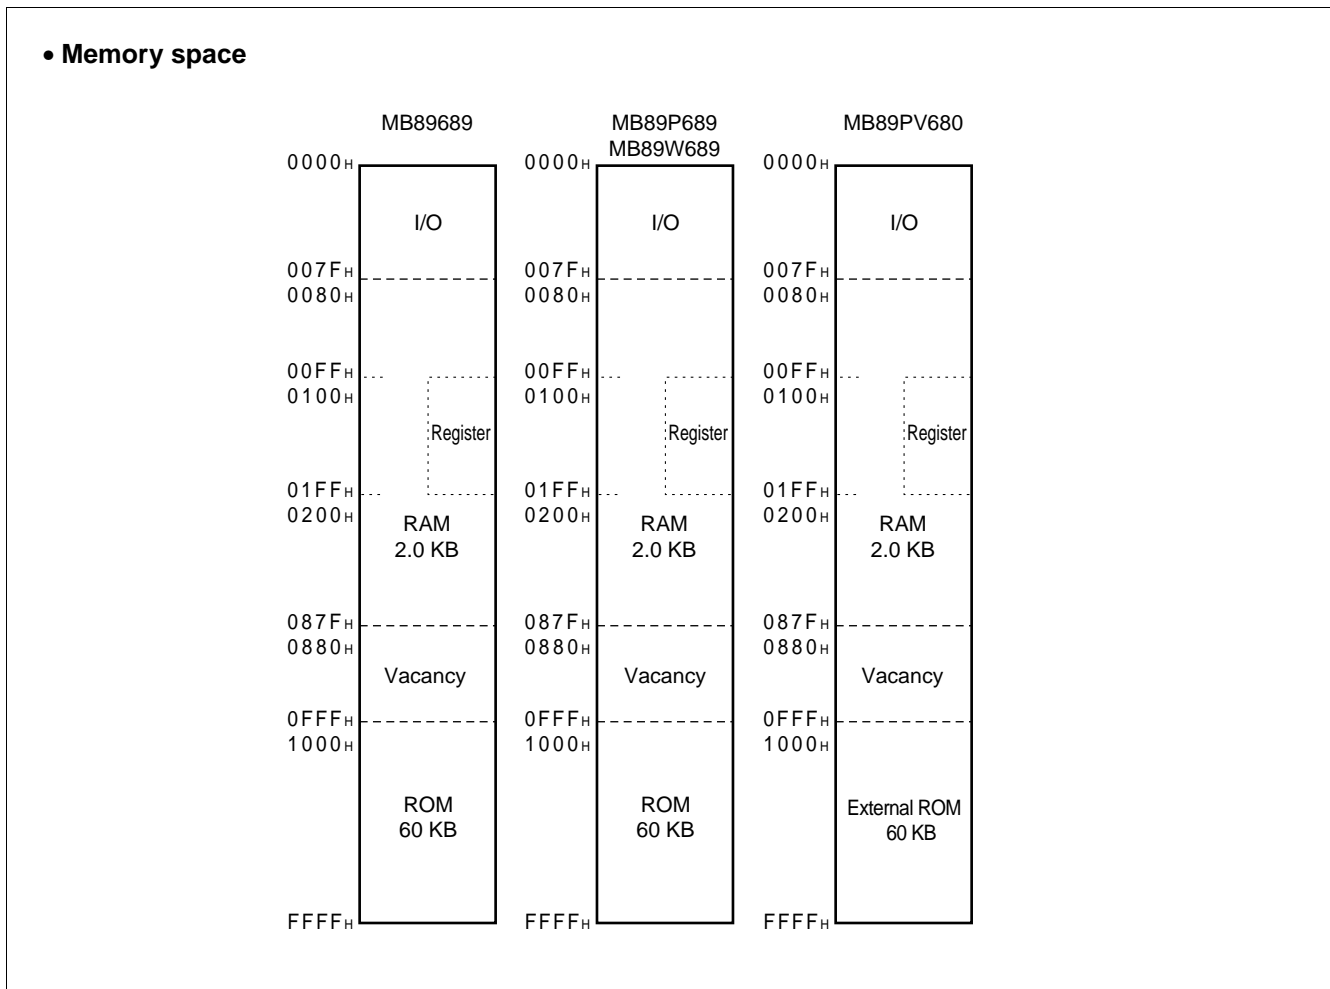 • Memory space
MB89689
0000H
I/O
007FH
0080H
00FFH
0100H
Register
01FFH
0200H
RAM
2.0 KB
087FH
0880H
Vacancy
0FFFH
1000H
ROM
60 KB
FFFFH
MB89P689
MB89W689
0000H
I/O
007FH
0080H
00FFH
0100H
Register
01FFH
0200H
RAM
2.0 KB
087FH
0880H
Vacancy
0FFFH
1000H
ROM
60 KB
FFFFH
MB89PV680
0000H
I/O
007FH
0080H
00FFH
0100H
Register
01FFH
0200H
RAM
2.0 KB
087FH
0880H
Vacancy
0FFFH
1000H
External ROM
60 KB
FFFFH